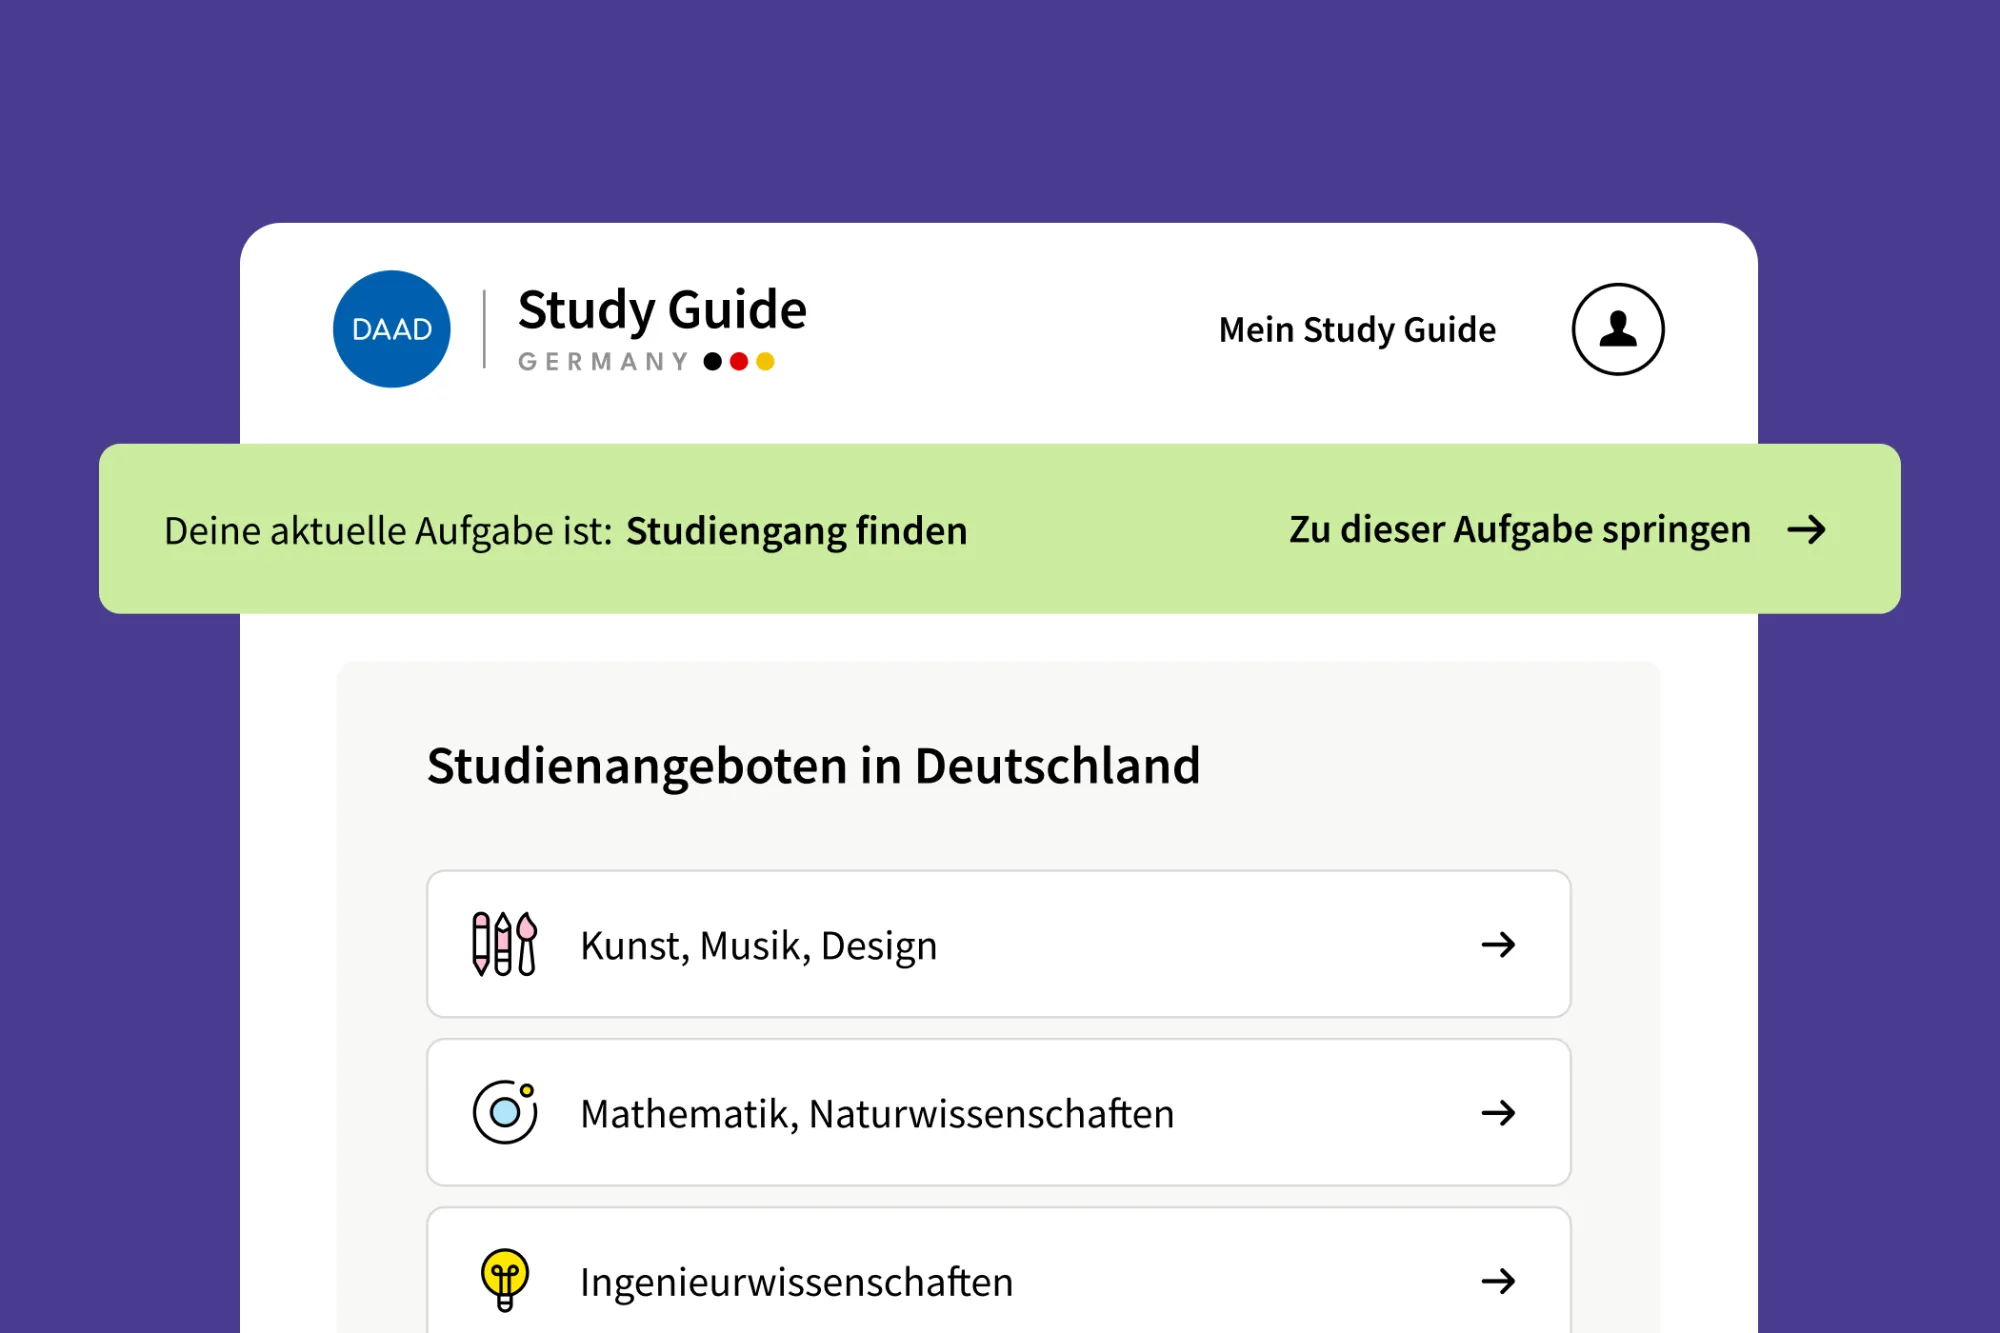 DAAD
Study Guide
GERMANY
Mein Study Guide
Deine aktuelle Aufgabe ist: Studiengang finden
Zu dieser Aufgabe springen →
Studienangeboten in Deutschland
Kunst, Musik, Design →
Mathematik, Naturwissenschaften →
Ingenieurwissenschaften →